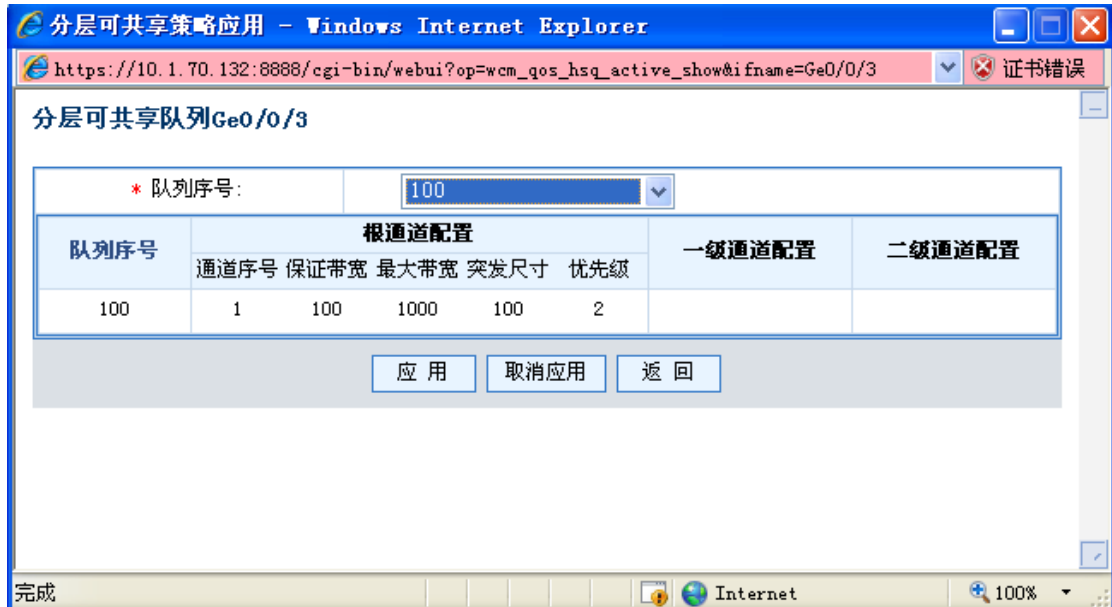 分层可共享策略应用 - Windows Internet Explorer
https://10.1.70.132:8888/cgi-bin/webui?op=wcm_qos_hsq_active_show&ifname=Ge0/0/3 证书错误
分层可共享队列Ge0/0/3
* 队列序号: 100
队列序号 根通道配置 一级通道配置 二级通道配置
通道序号 保证带宽 最大带宽 突发尺寸 优先级
100 1 100 1000 100 2
应 用 取消应用 返 回
完成 Internet 100%